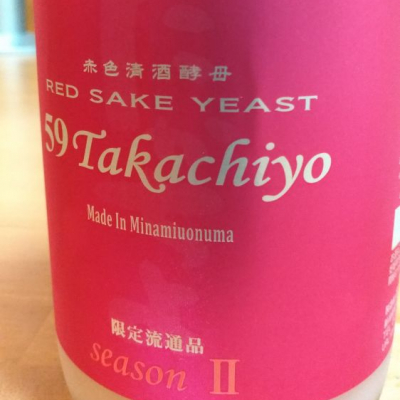 赤色清酒酵母
RED SAKE YEAST
59 Takachiyo
Made In Minamiuonuma
限定流通品
season II